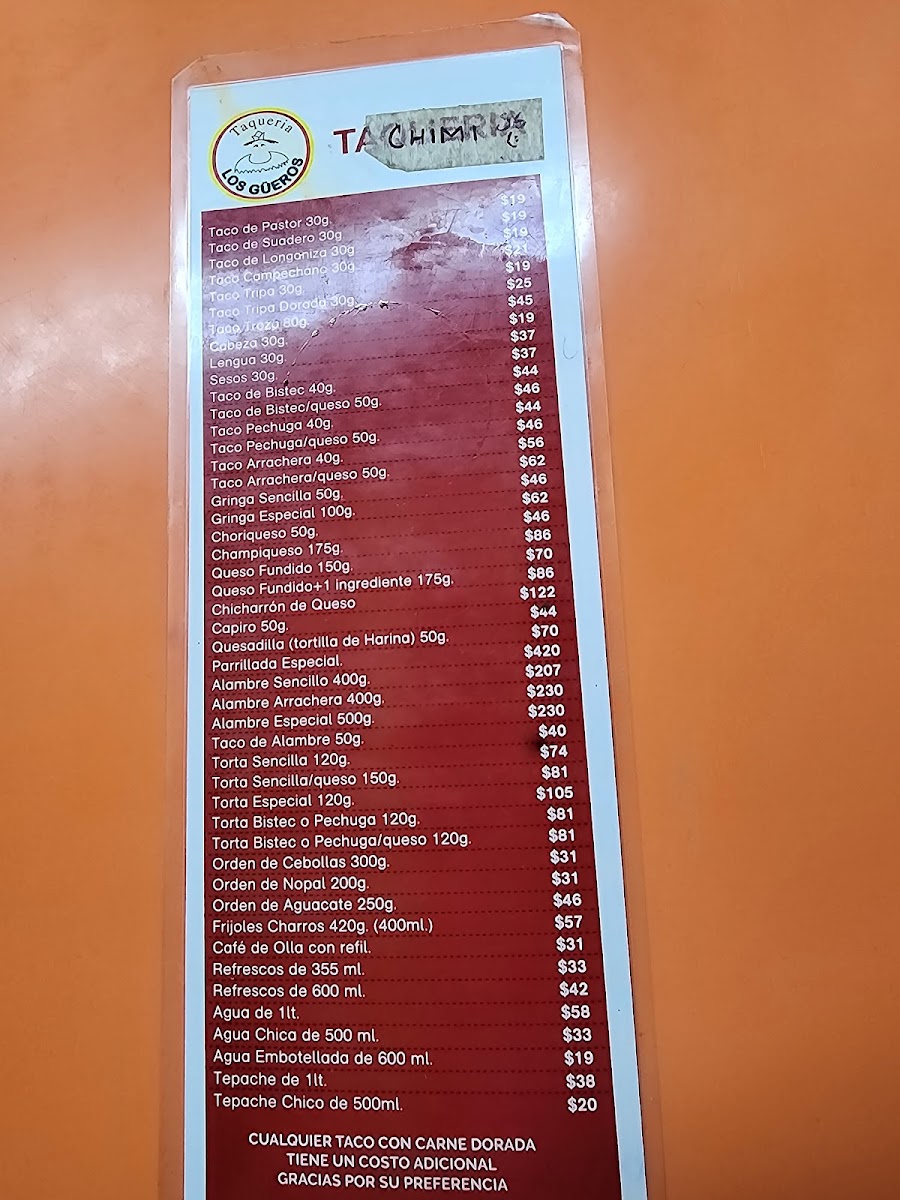 Taqueria
LOS GÜEROS
CHIMI
Taco de Pastor 30g. $19
Taco de Suadero 30g $19
Taco de Longaniza 30g $19
Taco Campechano 30g. $21
Taco Tripa 30g. $19
Taco Tripa Dorada 30g. $25
Taco Troza 80g. $45
Cabeza 30g. $19
Lengua 30g. $37
Sesos 30g. $37
Taco de Bistec 40g. $44
Taco de Bistec/queso 50g. $46
Taco Pechuga 40g. $44
Taco Pechuga/queso 50g. $46
Taco Arrachera 40g. $56
Taco Arrachera/queso 50g. $62
Gringa Sencilla 50g. $46
Gringa Especial 100g. $62
Choriqueso 50g. $46
Champiqueso 175g. $86
Queso Fundido 150g. $70
Queso Fundido+1 ingrediente 175g. $86
Chicharrón de Queso $122
Capiro 50g. $44
Quesadilla (tortilla de Harina) 50g. $70
Parrillada Especial. $420
Alambre Sencillo 400g. $207
Alambre Arrachera 400g. $230
Alambre Especial 500g. $230
Taco de Alambre 50g. $40
Torta Sencilla 120g. $74
Torta Sencilla/queso 150g. $81
Torta Especial 120g. $105
Torta Bistec o Pechuga 120g. $81
Torta Bistec o Pechuga/queso 120g. $81
Orden de Cebollas 300g. $31
Orden de Nopal 200g. $31
Orden de Aguacate 250g. $46
Frijoles Charros 420g. (400ml.) $57
Café de Olla con refil. $31
Refrescos de 355 ml. $33
Refrescos de 600 ml. $42
Agua de 1lt. $58
Agua Chica de 500 ml. $33
Agua Embotellada de 600 ml. $19
Tepache de 1lt. $38
Tepache Chico de 500ml. $20
CUALQUIER TACO CON CARNE DORADA
TIENE UN COSTO ADICIONAL
GRACIAS POR SU PREFERENCIA